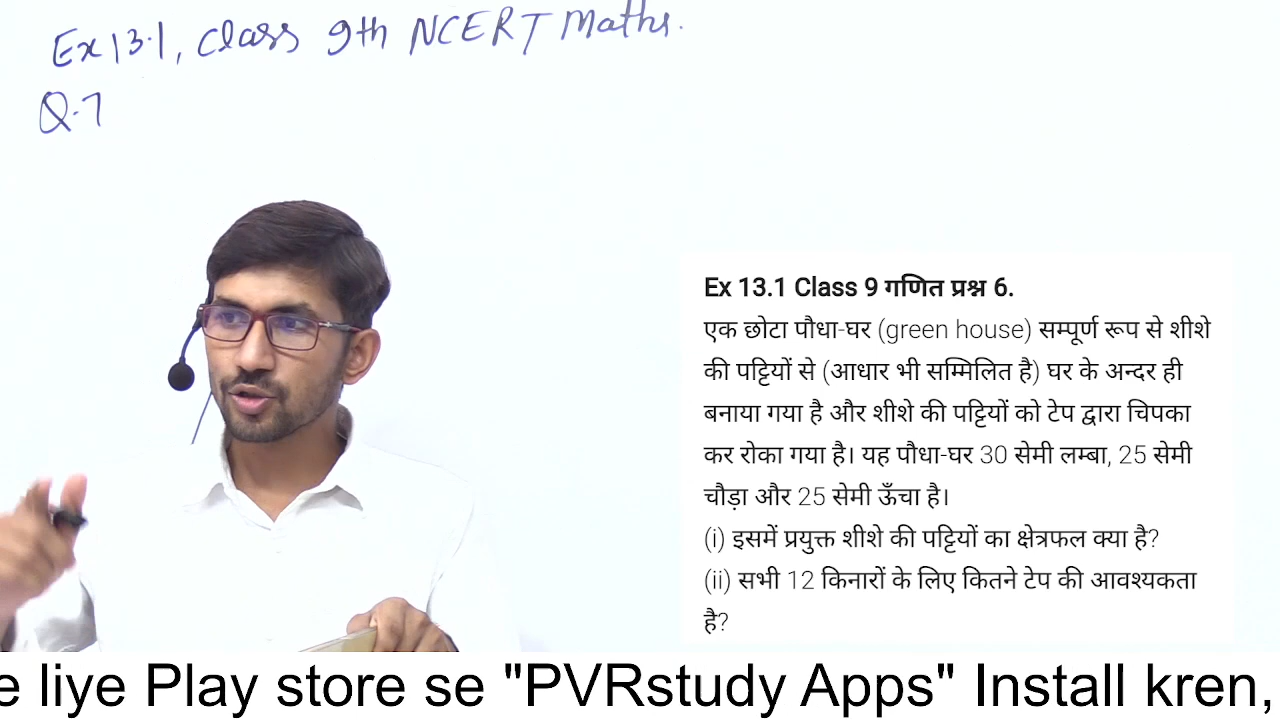 Ex 13.1, Class 9th NCERT Maths.
Q.7
Ex 13.1 Class 9 गणित प्रश्न 6.
एक छोटा पौधा-घर (green house) सम्पूर्ण रूप से शीशे
की पट्टियों से (आधार भी सम्मिलित है) घर के अन्दर ही
बनाया गया है और शीशे की पट्टियों को टेप द्वारा चिपका
कर रोका गया है। यह पौधा-घर 30 सेमी लम्बा, 25 सेमी
चौड़ा और 25 सेमी ऊँचा है।
(i) इसमें प्रयुक्त शीशे की पट्टियों का क्षेत्रफल क्या है?
(ii) सभी 12 किनारों के लिए कितने टेप की आवश्यकता
है?
e liye Play store se "PVRstudy Apps" Install kren,